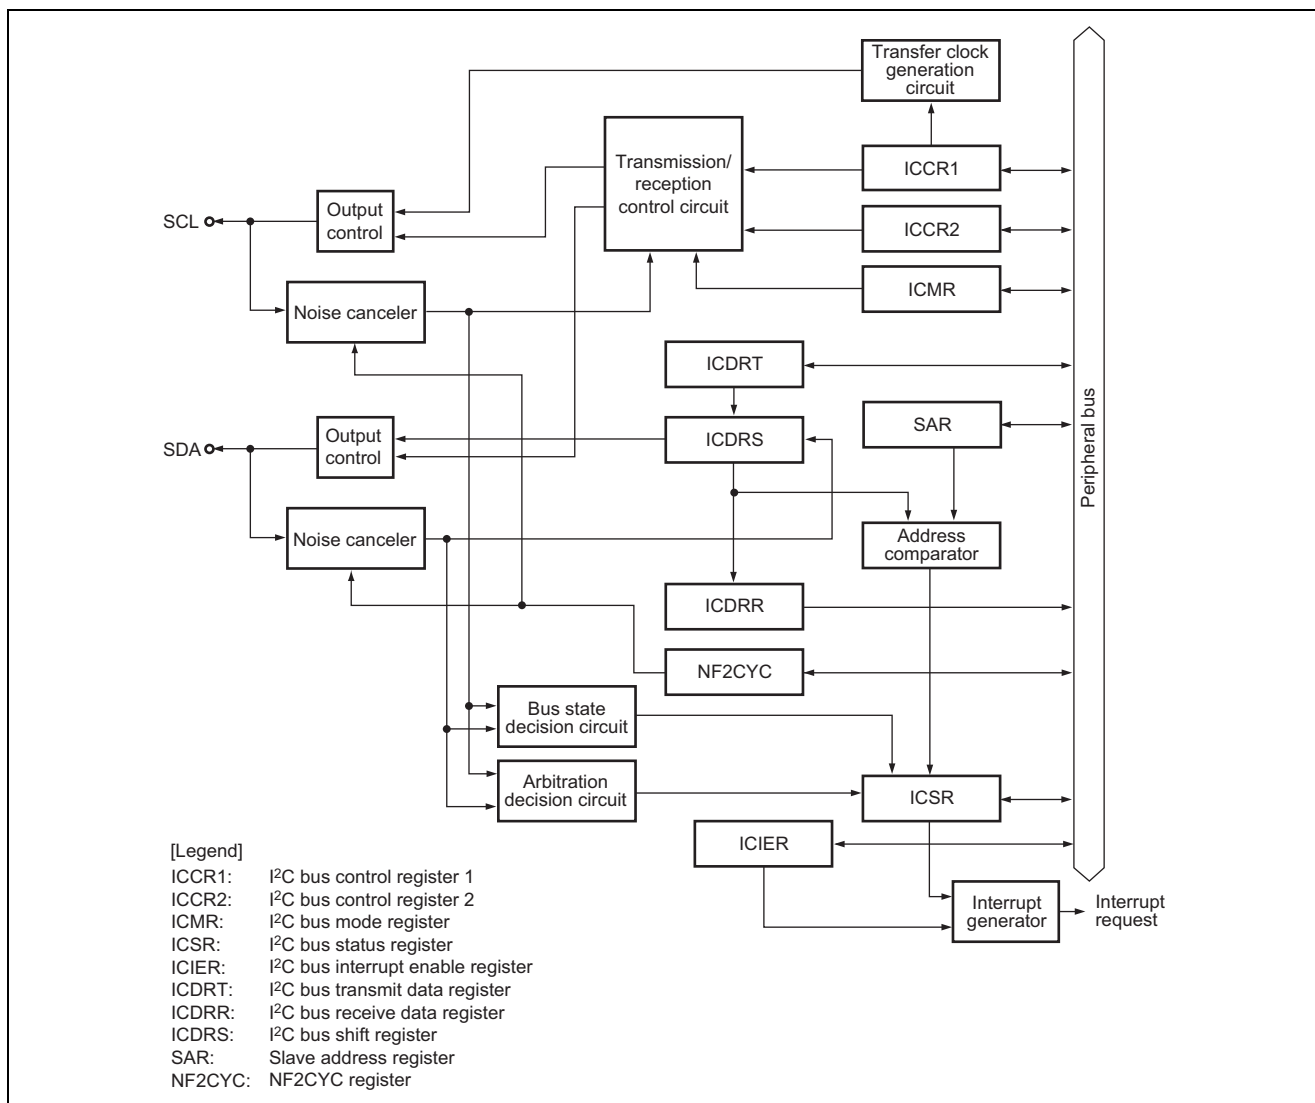 Transfer clock
generation
circuit
Transmission/
reception
control circuit
ICCR1
SCL
Output
control
ICCR2
ICMR
Noise canceler
ICDRT
SAR
Peripheral bus
SDA
Output
control
ICDRS
Noise canceler
Address
comparator
ICDRR
NF2CYC
Bus state
decision circuit
Arbitration
decision circuit
ICSR
ICIER
Interrupt
generator
Interrupt
request
[Legend]
ICCR1: I²C bus control register 1
ICCR2: I²C bus control register 2
ICMR: I²C bus mode register
ICSR: I²C bus status register
ICIER: I²C bus interrupt enable register
ICDRT: I²C bus transmit data register
ICDRR: I²C bus receive data register
ICDRS: I²C bus shift register
SAR: Slave address register
NF2CYC: NF2CYC register